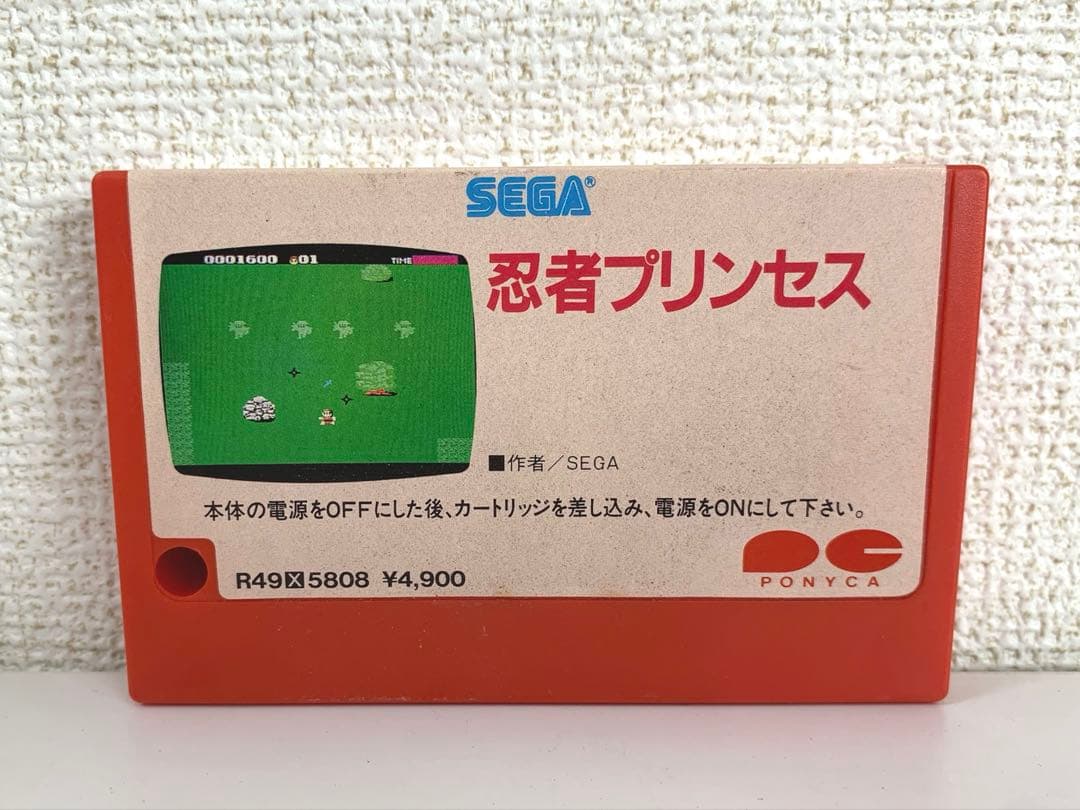 SEGA®
0001600 01 TIME
忍者プリンセス
■作者/SEGA
本体の電源をOFFにした後、カートリッジを差し込み、電源をONにして下さい。
R49X5808 ¥4,900
PC
PONYCA